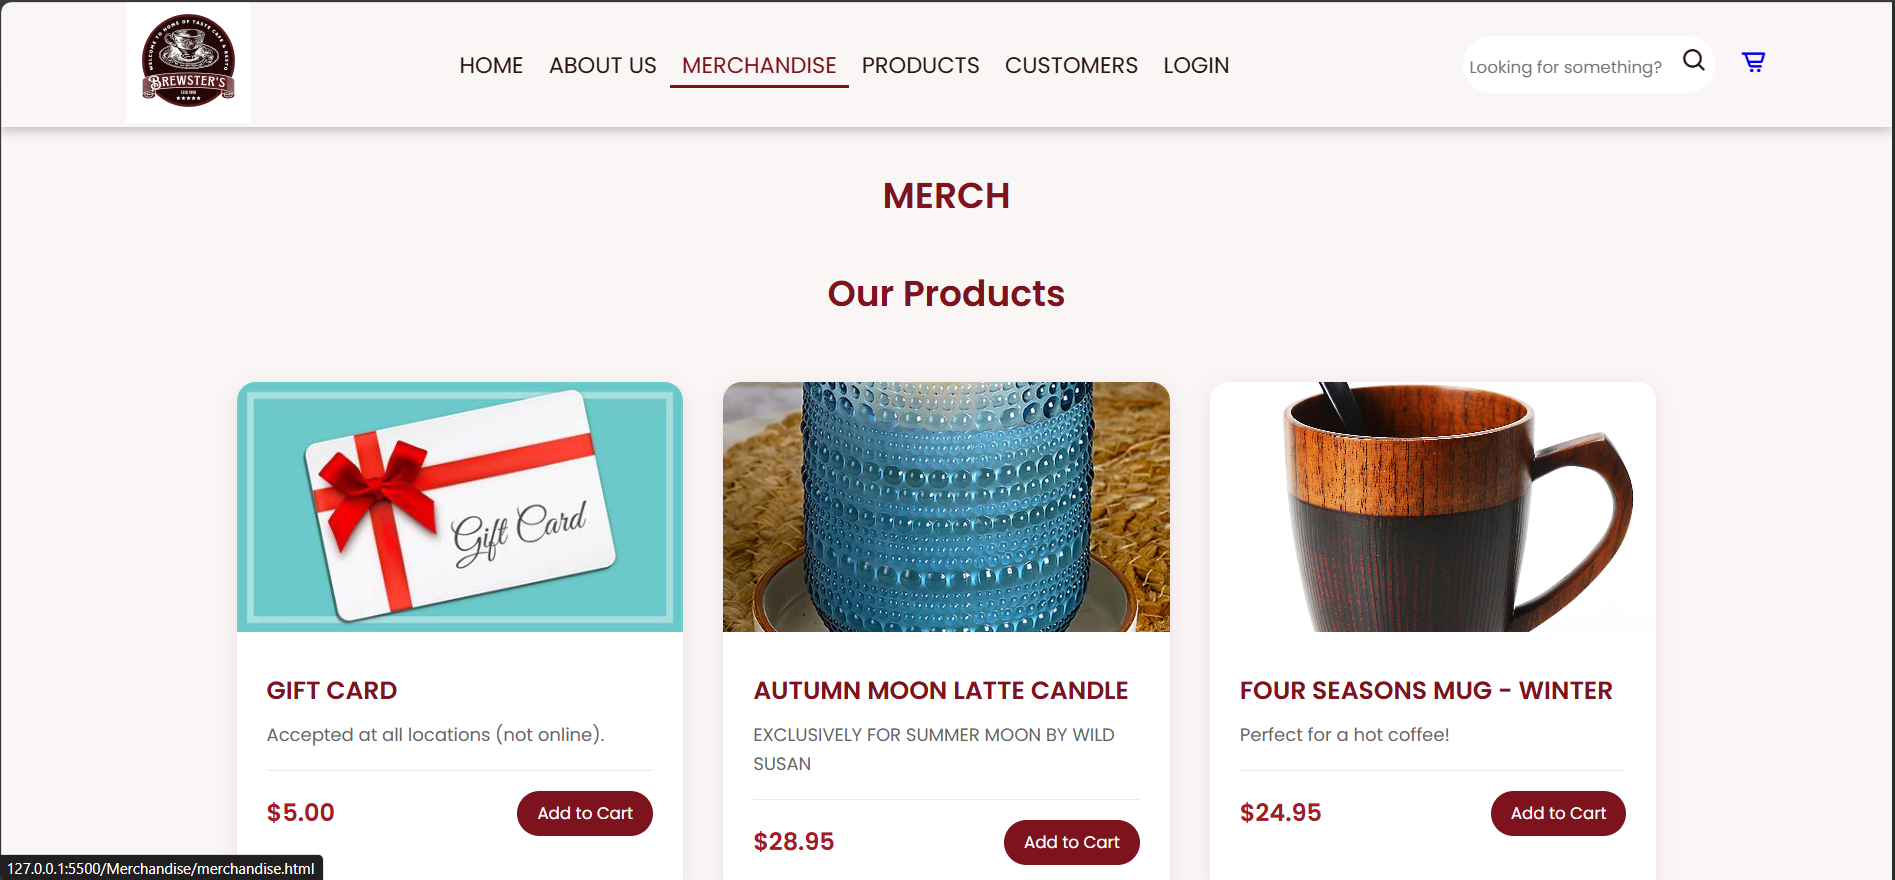 WELCOME TO HOME OF TASTE CAFE & RESTO
BREWSTER'S
HOME
ABOUT US
MERCHANDISE
PRODUCTS
CUSTOMERS
LOGIN
Looking for something?
MERCH
Our Products
Gift Card
GIFT CARD
Accepted at all locations (not online).
$5.00
Add to Cart
AUTUMN MOON LATTE CANDLE
EXCLUSIVELY FOR SUMMER MOON BY WILD
SUSAN
$28.95
Add to Cart
FOUR SEASONS MUG - WINTER
Perfect for a hot coffee!
$24.95
Add to Cart
127.0.0.1:5500/Merchandise/merchandise.html